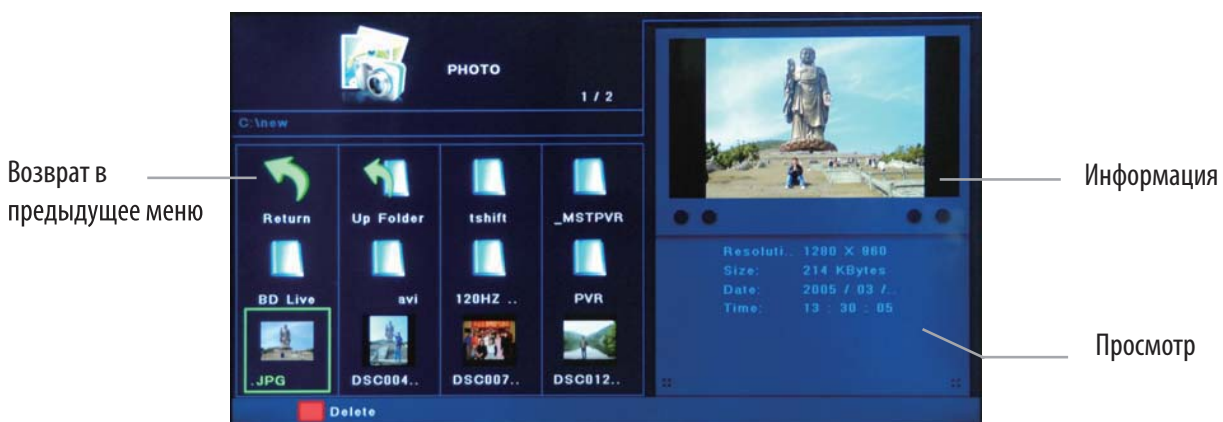 PHOTO
1 / 2
C:\new
Возврат в
предыдущее меню
Return
Up Folder
tshift
_MSTPVR
BD Live
avi
120HZ ..
PVR
.JPG
DSC004..
DSC007..
DSC012..
Delete
Resoluti.. 1280 X 960
Size: 214 KBytes
Date: 2005 / 03 /..
Time: 13 : 30 : 05
Информация
Просмотр